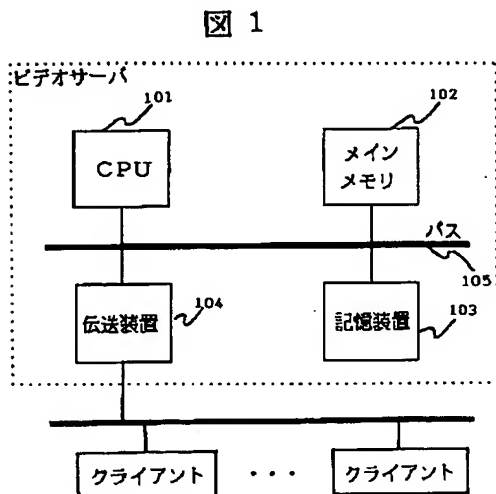 図 1
ビデオサーバ
101
CPU
102
メイン
メモリ
バス
105
伝送装置
104
記憶装置
103
クライアント
・・・
クライアント